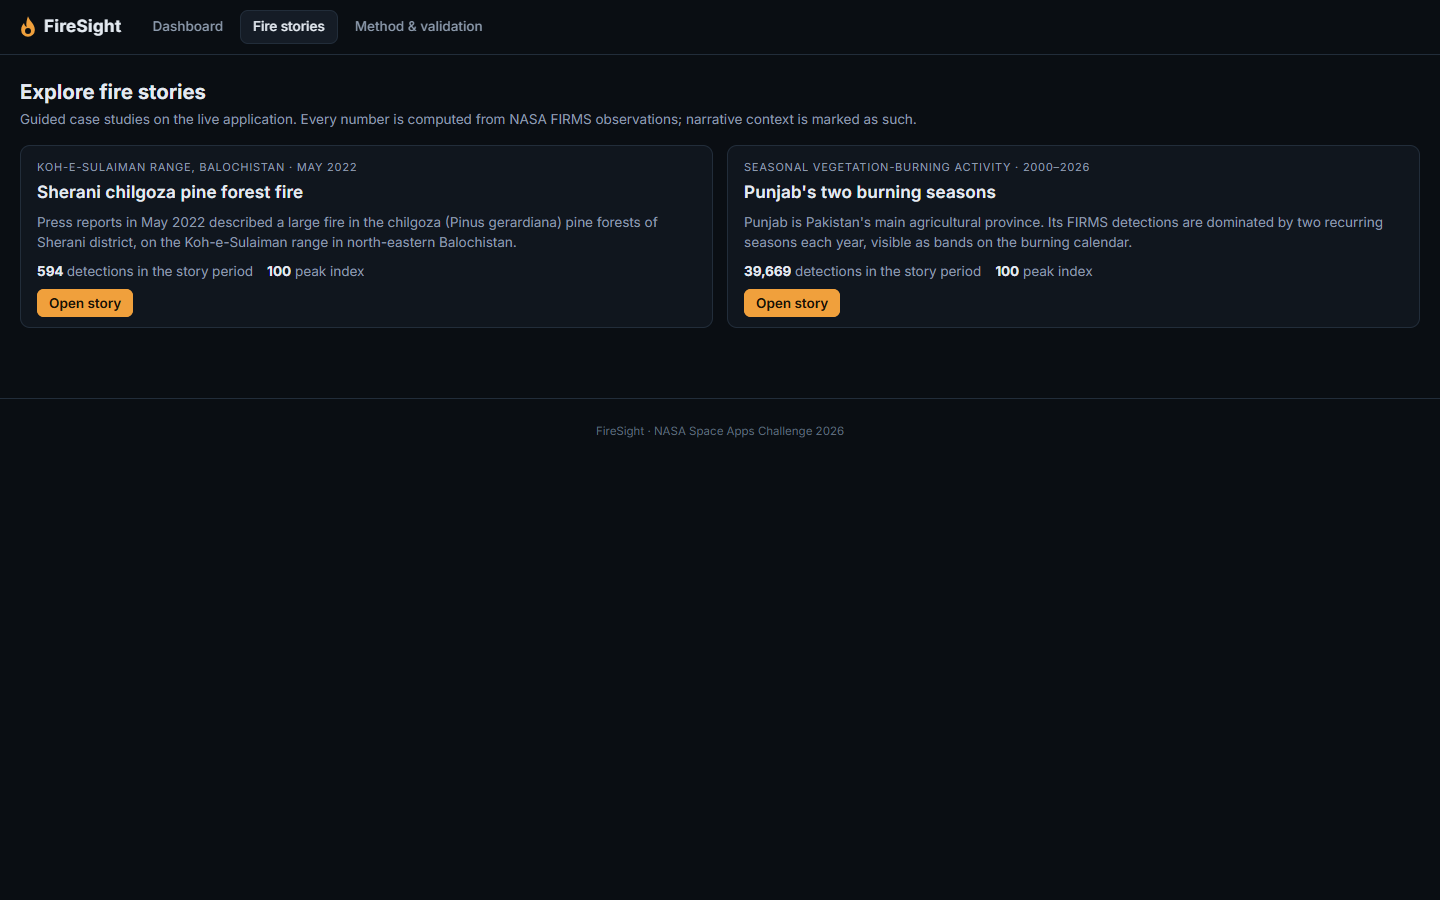 FireSight
Dashboard
Fire stories
Method & validation
Explore fire stories
Guided case studies on the live application. Every number is computed from NASA FIRMS observations; narrative context is marked as such.
KOH-E-SULAIMAN RANGE, BALOCHISTAN · MAY 2022
Sherani chilgoza pine forest fire
Press reports in May 2022 described a large fire in the chilgoza (Pinus gerardiana) pine forests of
Sherani district, on the Koh-e-Sulaiman range in north-eastern Balochistan.
594 detections in the story period 100 peak index
Open story
SEASONAL VEGETATION-BURNING ACTIVITY · 2000–2026
Punjab's two burning seasons
Punjab is Pakistan's main agricultural province. Its FIRMS detections are dominated by two recurring
seasons each year, visible as bands on the burning calendar.
39,669 detections in the story period 100 peak index
Open story
FireSight · NASA Space Apps Challenge 2026